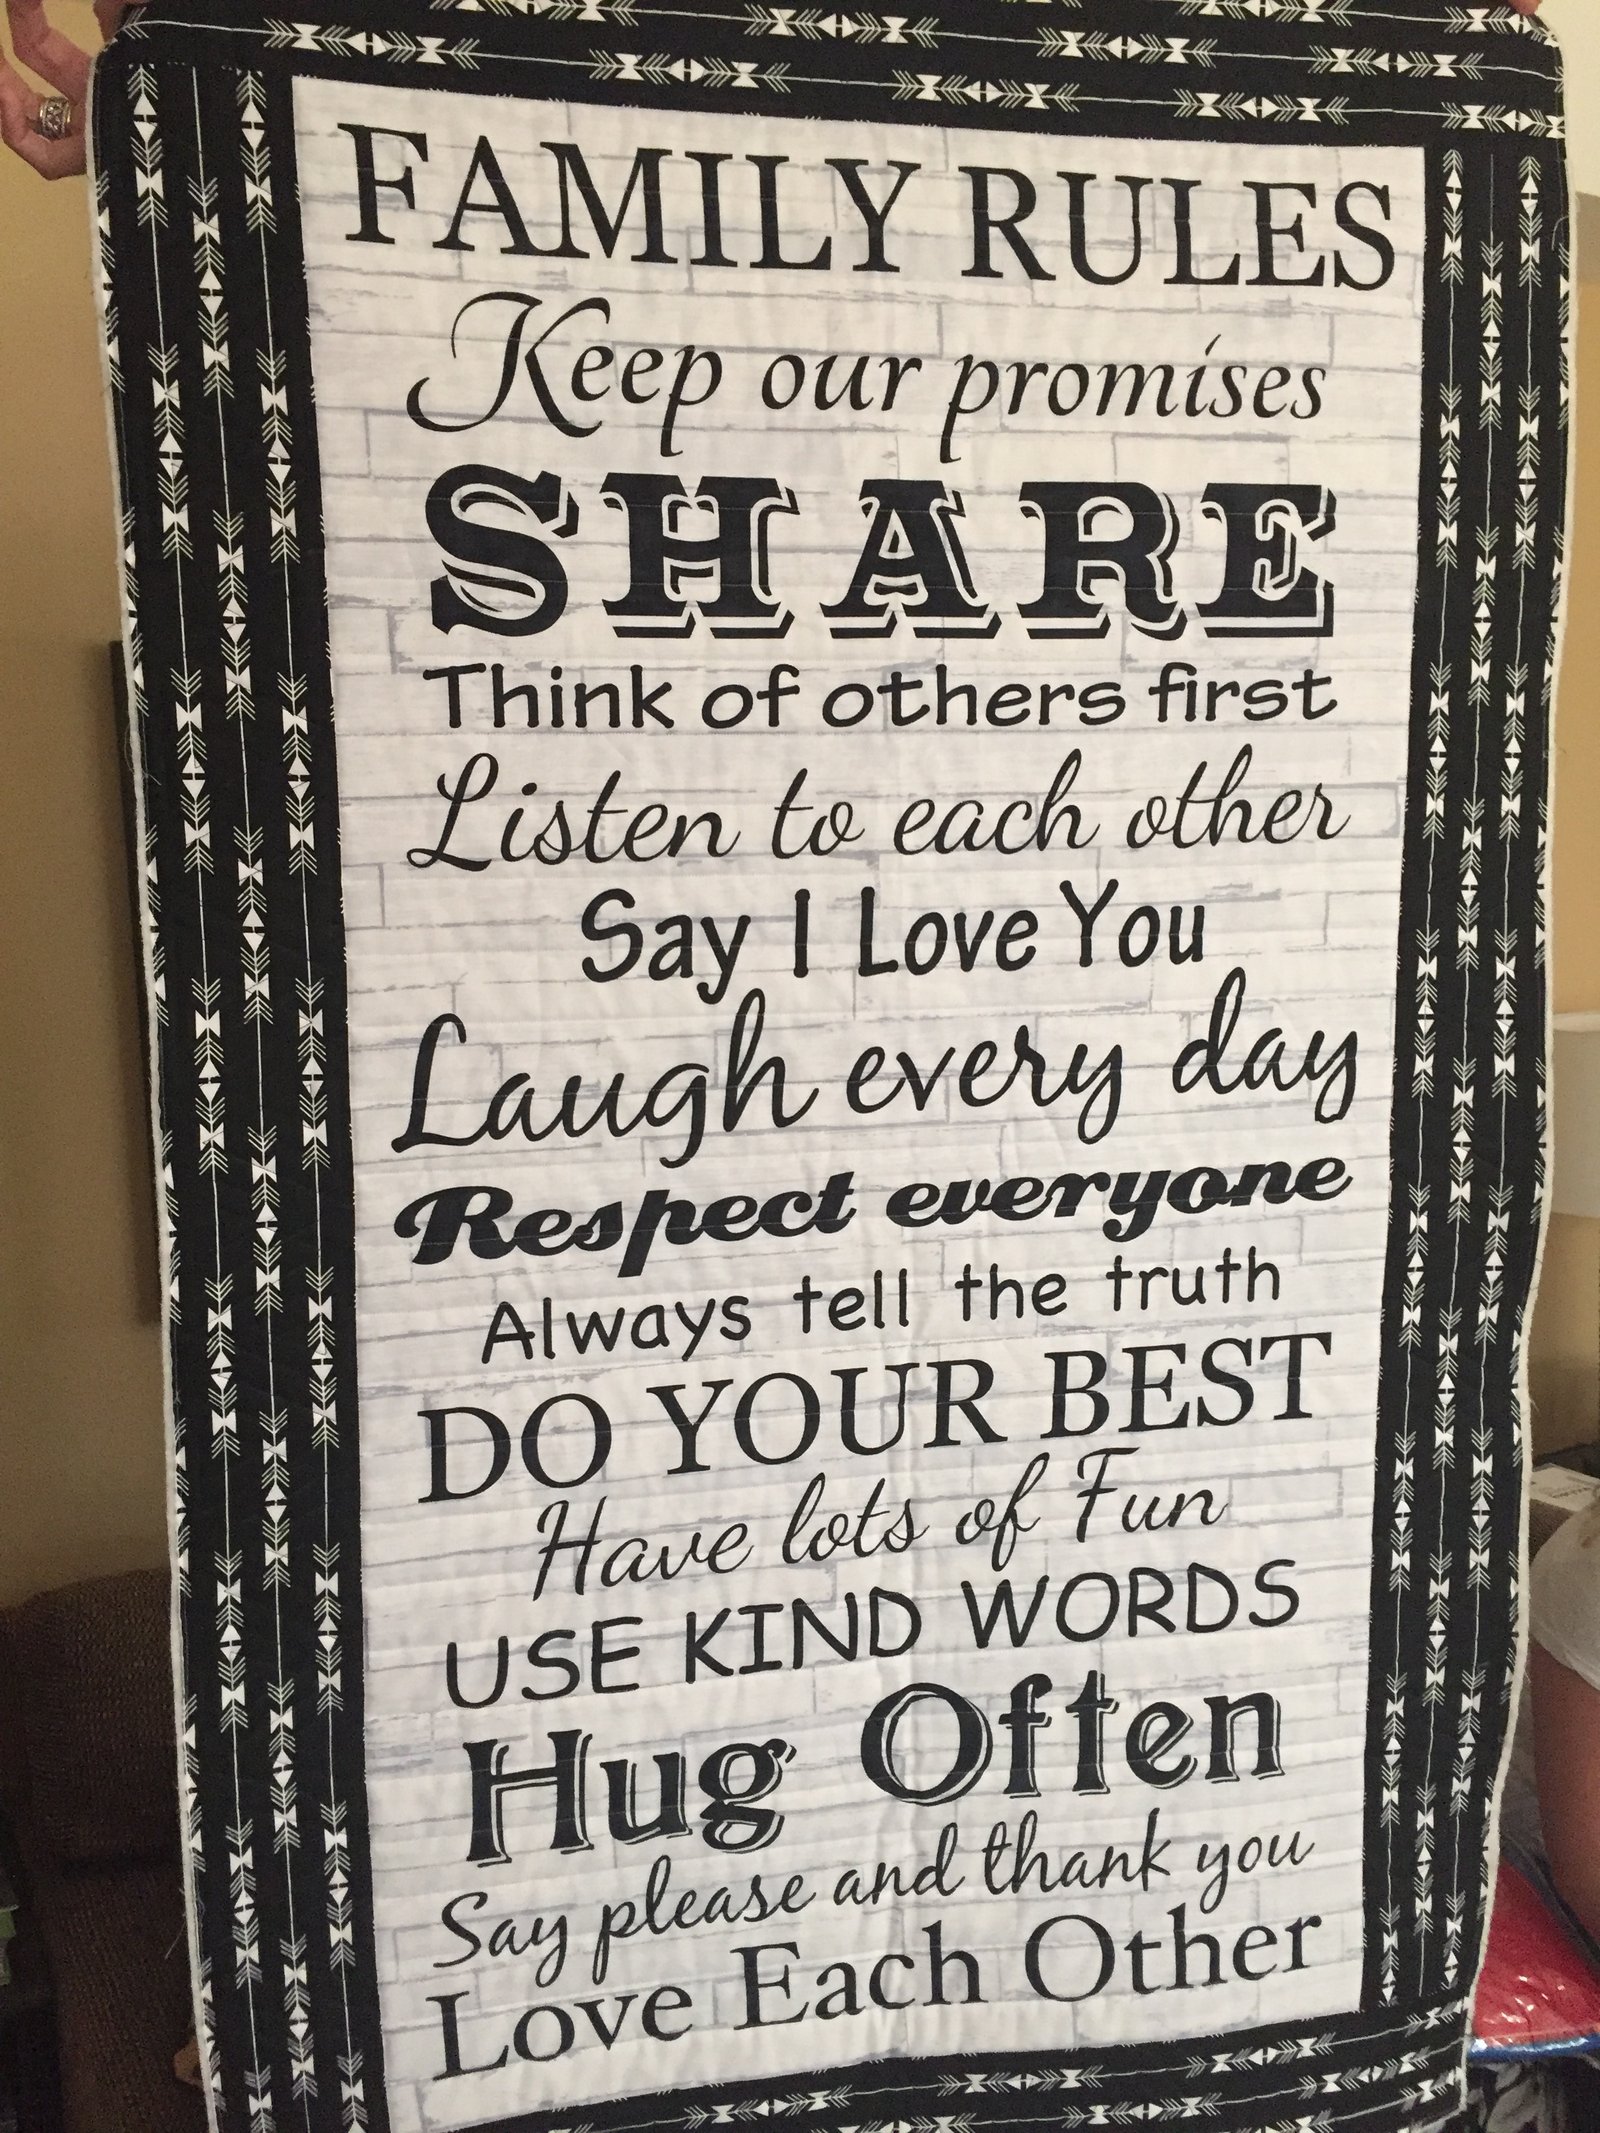 FAMILY RULES
Keep our promises
SHARE
Think of others first
Listen to each other
Say I Love You
Laugh every day
Respect everyone
Always tell the truth
DO YOUR BEST
Have lots of Fun
USE KIND WORDS
Hug Often
Say please and thank you
Love Each Other